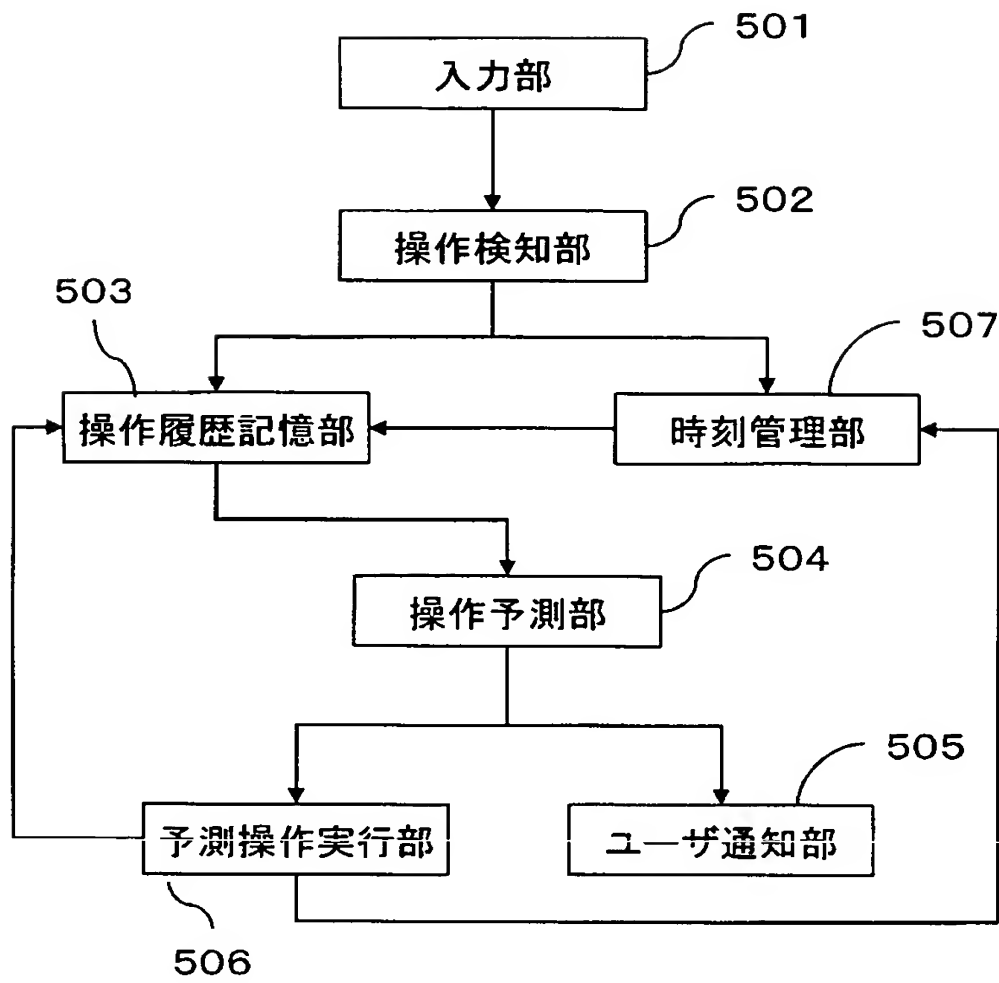 501
入力部
502
操作検知部
503
507
操作履歴記憶部
時刻管理部
504
操作予測部
505
予測操作実行部
ユーザ通知部
506